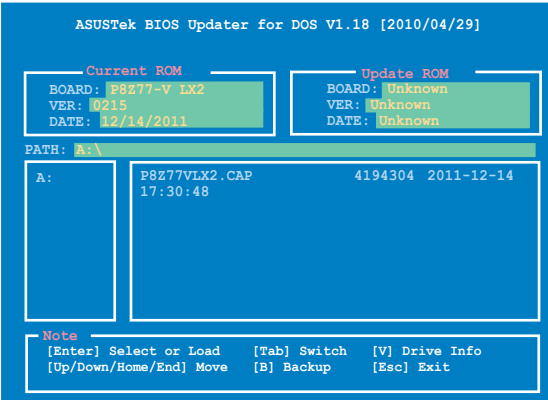 ASUSTek BIOS Updater for DOS V1.18 [2010/04/29]
Current ROM
BOARD: P8Z77-V LX2
VER: 0215
DATE: 12/14/2011
Update ROM
BOARD: Unknown
VER: Unknown
DATE: Unknown
PATH: A:\
A:
P8Z77VLX2.CAP 4194304 2011-12-14
17:30:48
Note
[Enter] Select or Load [Tab] Switch [V] Drive Info
[Up/Down/Home/End] Move [B] Backup [Esc] Exit